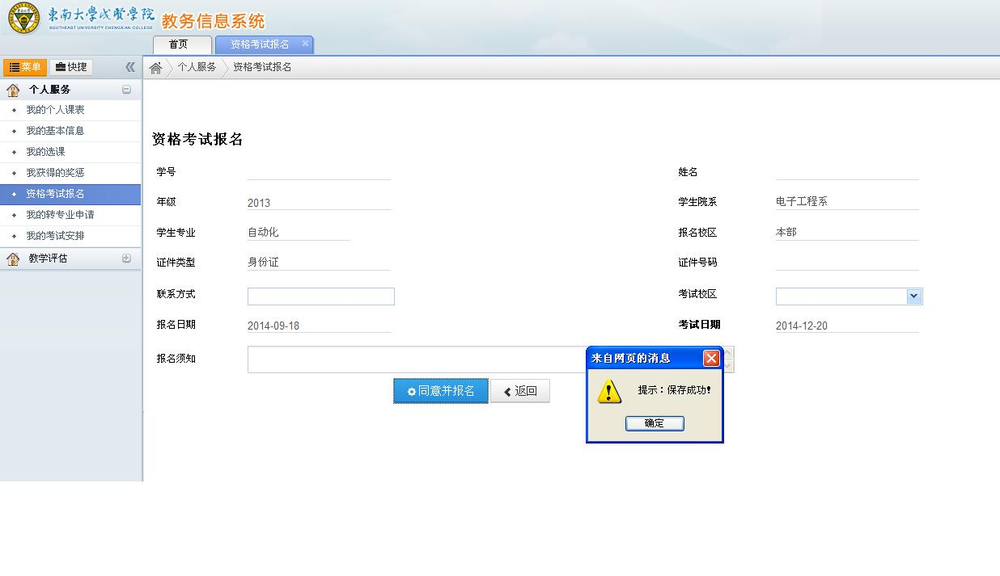 東南大學成賢學院
SOUTHEAST UNIVERSITY CHENGXIAN COLLEGE
教务信息系统
首页
资格考试报名
菜单
快捷
个人服务
资格考试报名
个人服务
我的个人课表
我的基本信息
我的选课
我获得的奖惩
资格考试报名
我的转专业申请
我的考试安排
教学评估
资格考试报名
学号
姓名
年级 2013
学生院系 电子工程系
学生专业 自动化
报名校区 本部
证件类型 身份证
证件号码
联系方式
考试校区
报名日期 2014-09-18
考试日期 2014-12-20
报名须知
同意并报名
返回
来自网页的消息
提示：保存成功!
确定